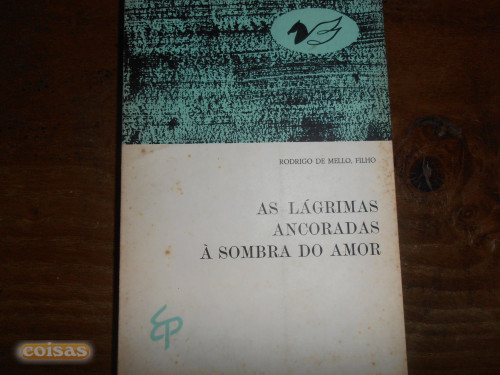 RODRIGO DE MELLO, FILHO
AS LÁGRIMAS
ANCORADAS
À SOMBRA DO AMOR
EP
coisas